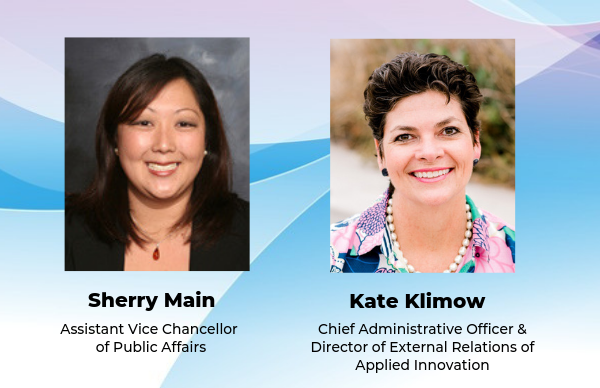 Sherry Main
Assistant Vice Chancellor
of Public Affairs
Kate Klimow
Chief Administrative Officer &
Director of External Relations of
Applied Innovation